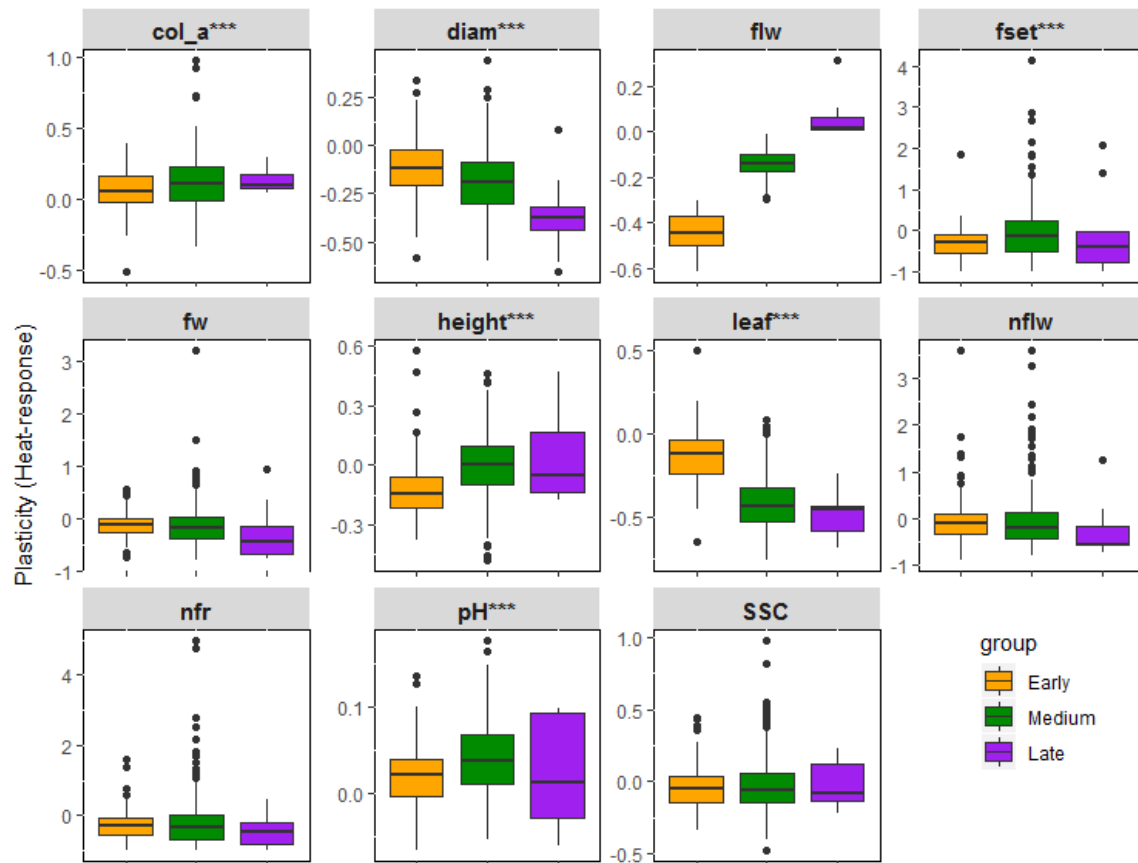 col_a***
diam***
flw
fset***
1.0
0.5
0.0
-0.5
0.25
0.00
-0.25
-0.50
0.2
0.0
-0.2
-0.4
-0.6
4
3
2
1
0
-1
Plasticity (Heat-response)
fw
height***
leaf***
nflw
3
2
1
0
-1
0.6
0.3
0.0
-0.3
0.5
0.0
-0.5
3
2
1
0
-1
nfr
pH***
SSC
4
2
0
0.1
0.0
1.0
0.5
0.0
-0.5
group
Early
Medium
Late